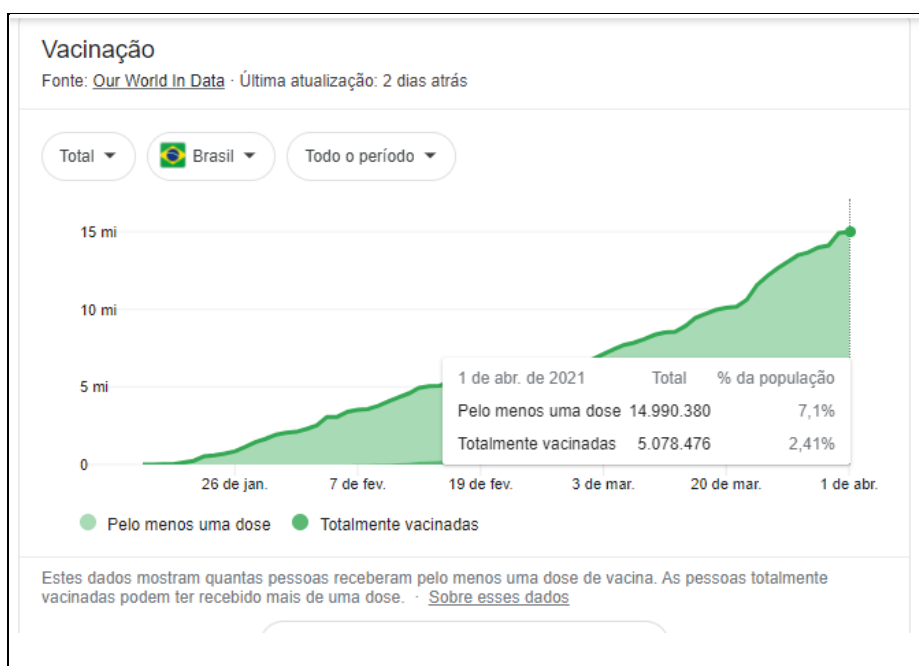 Vacinação
Fonte: Our World In Data · Última atualização: 2 dias atrás
Total Brasil Todo o período
15 mi
10 mi
5 mi
0
1 de abr. de 2021 Total % da população
Pelo menos uma dose 14.990.380 7,1%
Totalmente vacinadas 5.078.476 2,41%
26 de jan. 7 de fev. 19 de fev. 3 de mar. 20 de mar. 1 de abr.
Pelo menos uma dose Totalmente vacinadas
Estes dados mostram quantas pessoas receberam pelo menos uma dose de vacina. As pessoas totalmente
vacinadas podem ter recebido mais de uma dose. · Sobre esses dados